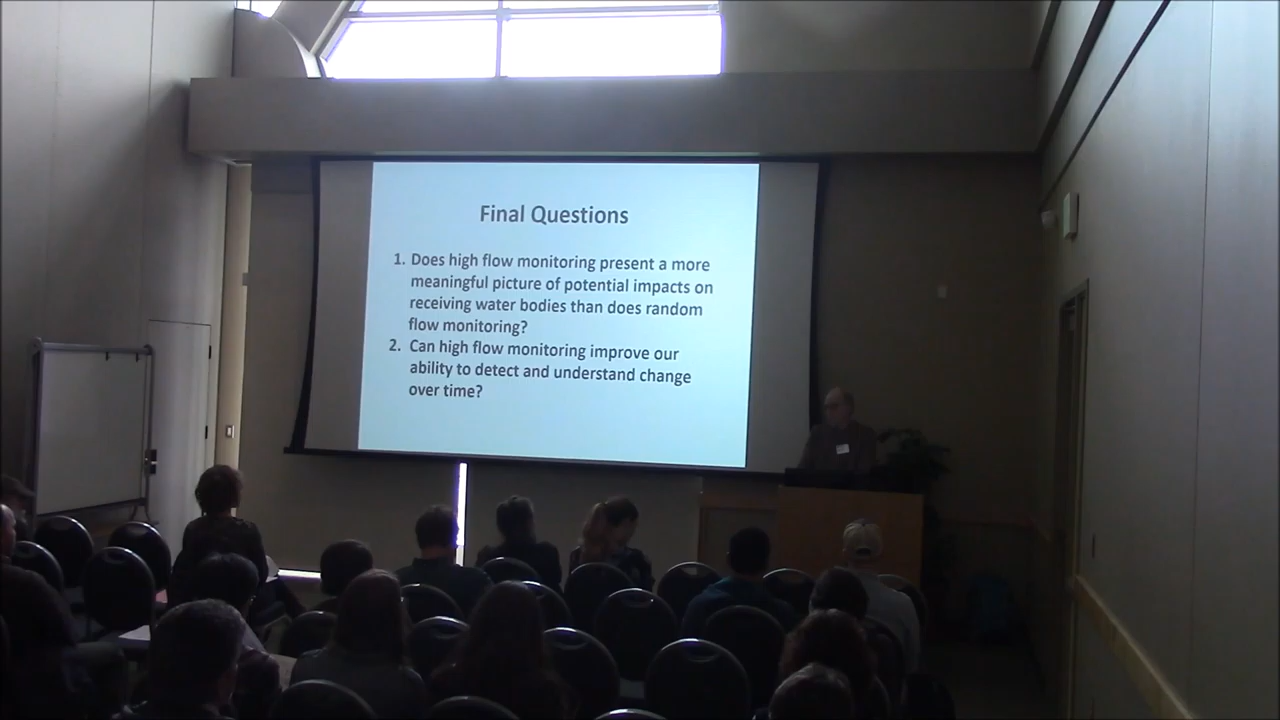 Final Questions
1. Does high flow monitoring present a more
meaningful picture of potential impacts on
receiving water bodies than does random
flow monitoring?
2. Can high flow monitoring improve our
ability to detect and understand change
over time?